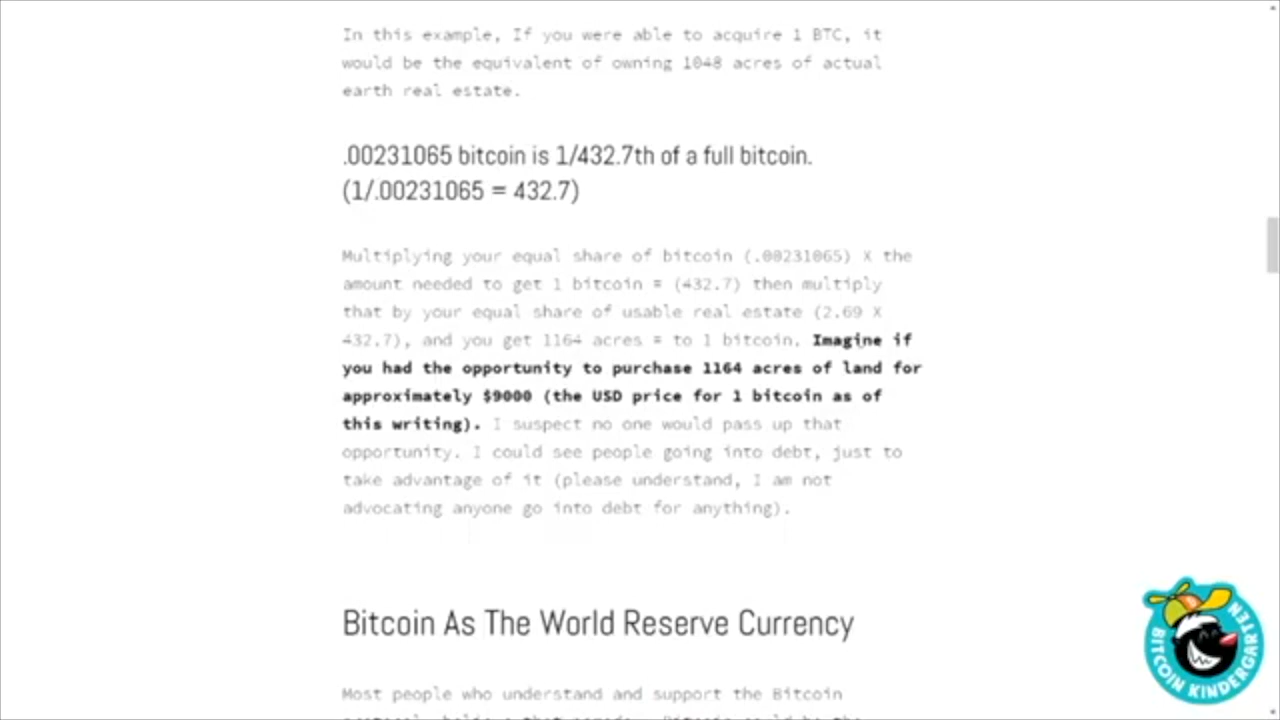 In this example, If you were able to acquire 1 BTC, it
would be the equivalent of owning 1048 acres of actual
earth real estate.
.00231065 bitcoin is 1/432.7th of a full bitcoin.
(1/.00231065 = 432.7)
Multiplying your equal share of bitcoin (.00231065) X the
amount needed to get 1 bitcoin = (432.7) then multiply
that by your equal share of usable real estate (2.69 X
432.7), and you get 1164 acres = to 1 bitcoin. Imagine if
you had the opportunity to purchase 1164 acres of land for
approximately $9000 (the USD price for 1 bitcoin as of
this writing). I suspect no one would pass up that
opportunity. I could see people going into debt, just to
take advantage of it (please understand, I am not
advocating anyone go into debt for anything).
Bitcoin As The World Reserve Currency
Most people who understand and support the Bitcoin
BITCOIN KINDERGARTEN